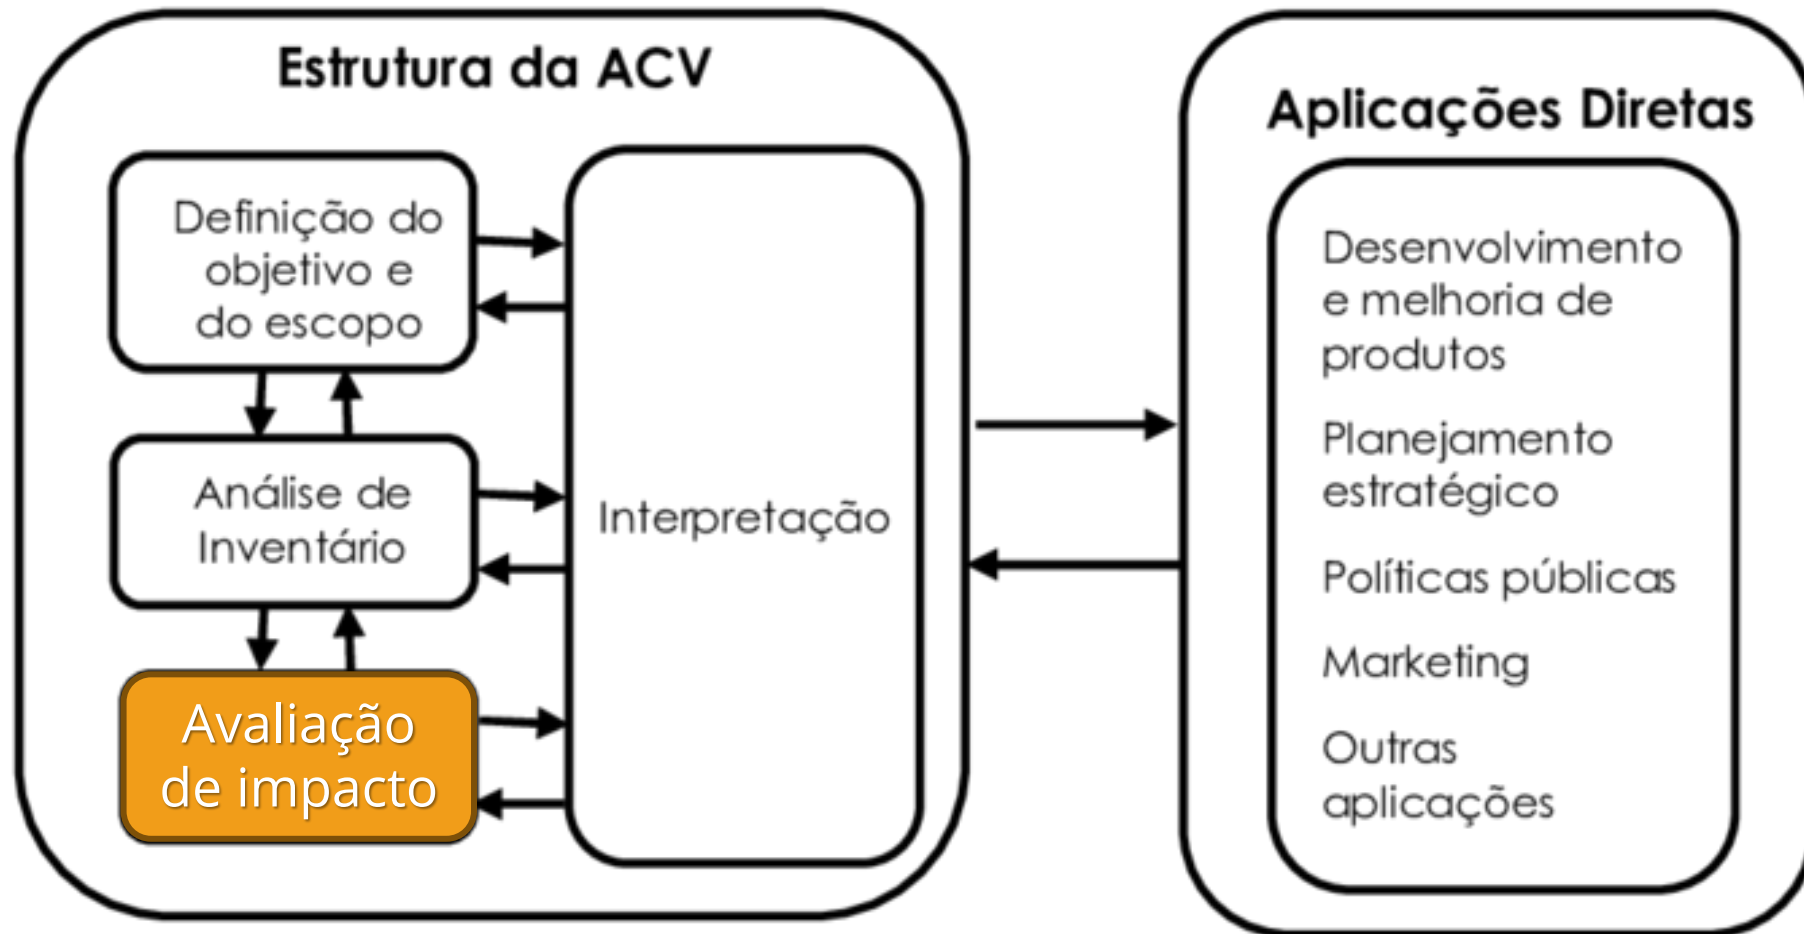 Estrutura da ACV
Definição do
objetivo e
do escopo
Análise de
Inventário
Avaliação
de impacto
Interpretação
Aplicações Diretas
Desenvolvimento
e melhoria de
produtos
Planejamento
estratégico
Políticas públicas
Marketing
Outras
aplicações